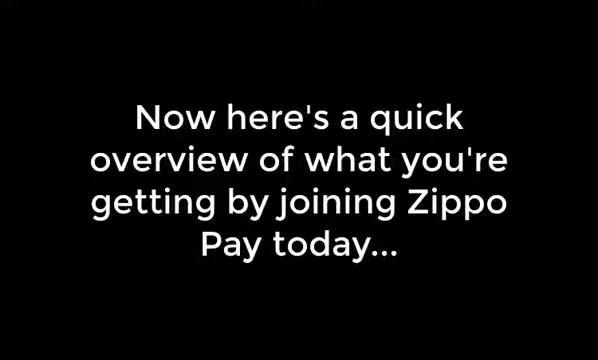 Now here's a quick
overview of what you're
getting by joining Zippo
Pay today...